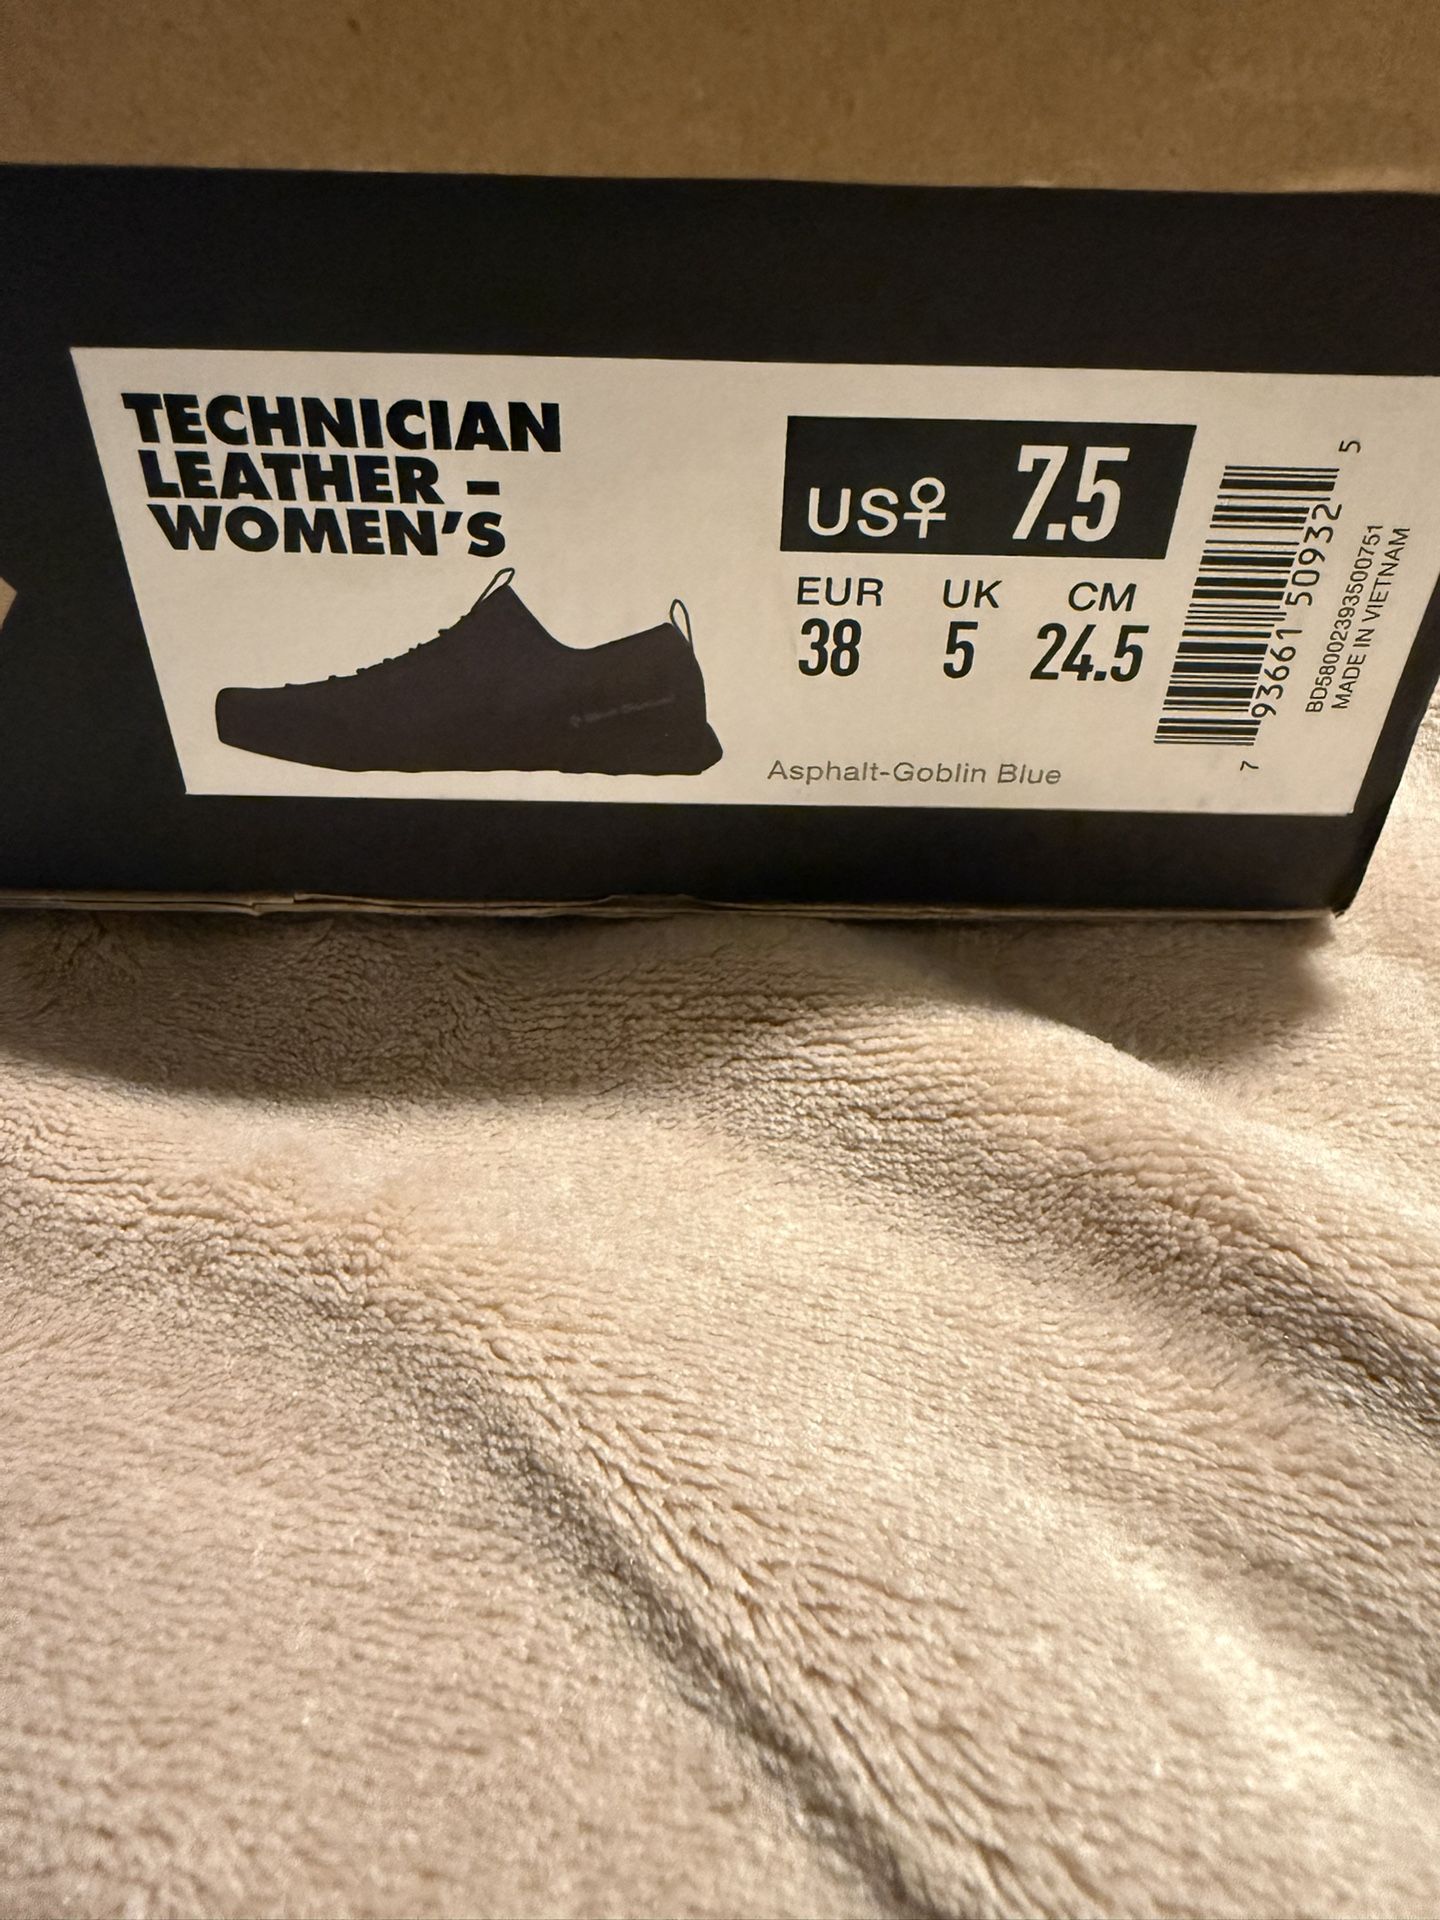 TECHNICIAN
LEATHER –
WOMEN'S
US♀ 7.5
EUR UK CM
38 5 24.5
Asphalt-Goblin Blue
7 93661 50932 5
BD5800239393500751
MADE IN VIETNAM